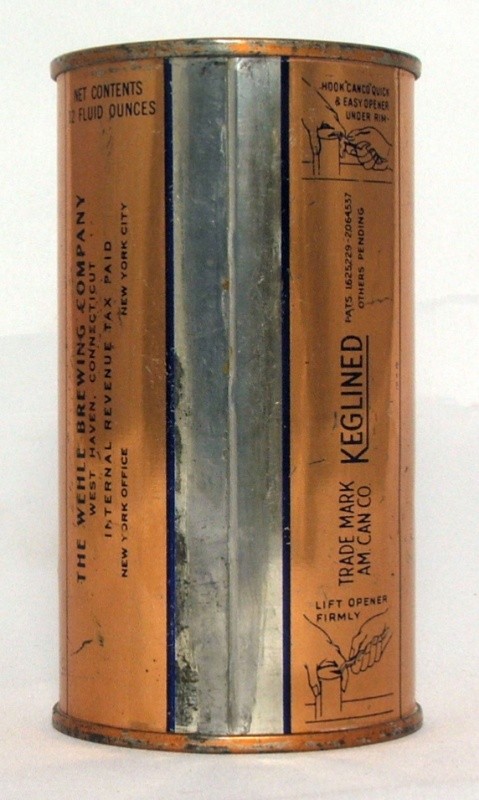 NET CONTENTS
12 FLUID OUNCES
THE WEHLE BREWING COMPANY
WEST HAVEN, CONNECTICUT
INTERNAL REVENUE TAX PAID
NEW YORK OFFICE NEW YORK CITY
HOOK "CANCO" QUICK
& EASY OPENER
UNDER RIM-
TRADE MARK KEGLINED PATS 1625229-2064537
AM. CAN CO. OTHERS PENDING
LIFT OPENER
FIRMLY